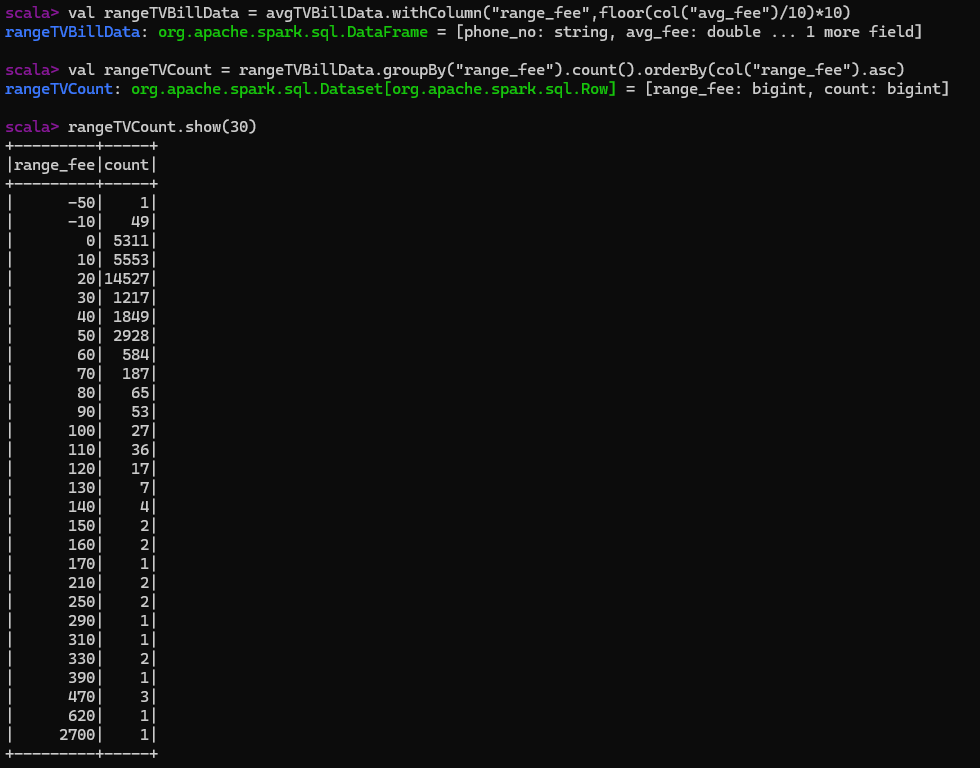 scala> val rangeTVBillData = avgTVBillData.withColumn("range_fee",floor(col("avg_fee")/10)*10)
rangeTVBillData: org.apache.spark.sql.DataFrame = [phone_no: string, avg_fee: double ... 1 more field]

scala> val rangeTVCount = rangeTVBillData.groupBy("range_fee").count().orderBy(col("range_fee").asc)
rangeTVCount: org.apache.spark.sql.Dataset[org.apache.spark.sql.Row] = [range_fee: bigint, count: bigint]

scala> rangeTVCount.show(30)
+---------+-----+
|range_fee|count|
+---------+-----+
|      -50|    1|
|      -10|   49|
|        0| 5311|
|       10| 5553|
|       20|14527|
|       30| 1217|
|       40| 1849|
|       50| 2928|
|       60|  584|
|       70|  187|
|       80|   65|
|       90|   53|
|      100|   27|
|      110|   36|
|      120|   17|
|      130|    7|
|      140|    4|
|      150|    2|
|      160|    2|
|      170|    1|
|      210|    2|
|      250|    2|
|      290|    1|
|      310|    1|
|      330|    2|
|      390|    1|
|      470|    3|
|      620|    1|
|     2700|    1|
+---------+-----+